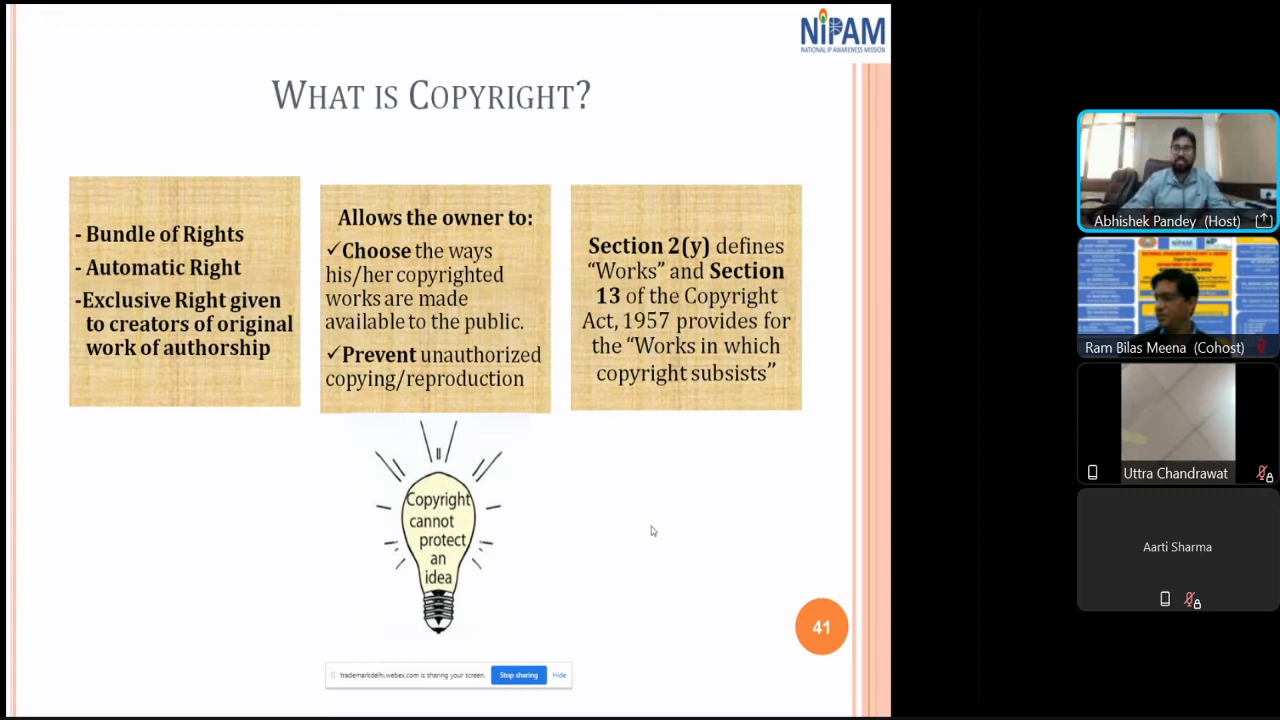 NiPAM
NATIONAL IP AWARENESS MISSION
WHAT IS COPYRIGHT?
- Bundle of Rights
- Automatic Right
-Exclusive Right given
to creators of original
work of authorship
Allows the owner to:
✓Choose the ways
his/her copyrighted
works are made
available to the public.
✓Prevent unauthorized
copying/reproduction
Section 2(y) defines
“Works” and Section
13 of the Copyright
Act, 1957 provides for
the “Works in which
copyright subsists”
Copyright
cannot
protect
an
idea
41
trademarkdelhi.webex.com is sharing your screen.
Stop sharing
Hide
Abhishek Pandey (Host)
Ram Bilas Meena (Cohost)
Uttra Chandrawat
Aarti Sharma